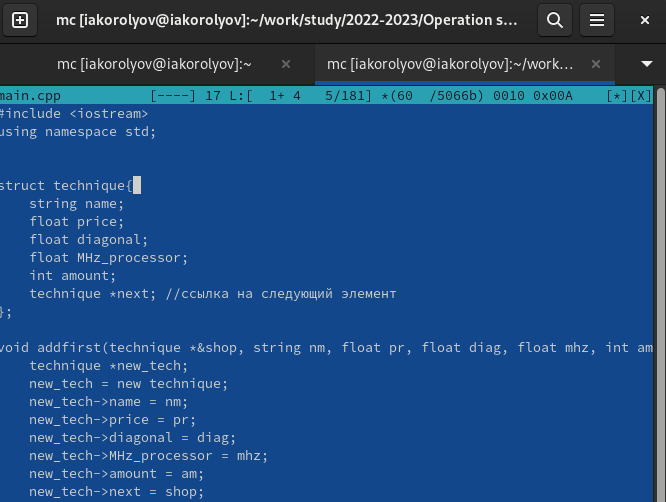 mc [iakorolyov@iakorolyov]:~/work/study/2022-2023/Operation s...
mc [iakorolyov@iakorolyov]:~ ×
mc [iakorolyov@iakorolyov]:~/work... ×
main.cpp [----] 17 L:[ 1+ 4 5/181] *(60 /5066b) 0010 0x00A [*][X]
#include <iostream>
using namespace std;
struct technique{
string name;
float price;
float diagonal;
float MHz_processor;
int amount;
technique *next; //ссылка на следующий элемент
};
void addfirst(technique *&shop, string nm, float pr, float diag, float mhz, int am
technique *new_tech;
new_tech = new technique;
new_tech->name = nm;
new_tech->price = pr;
new_tech->diagonal = diag;
new_tech->MHz_processor = mhz;
new_tech->amount = am;
new_tech->next = shop;